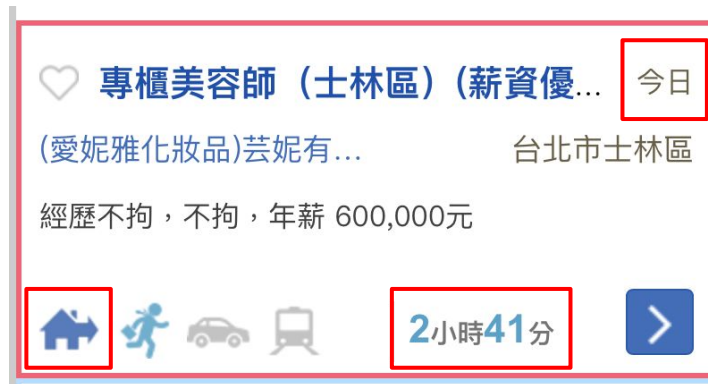 專櫃美容師（士林區）(薪資優... 今日
(愛妮雅化妝品)芸妮有... 台北市士林區
經歷不拘，不拘，年薪 600,000元
2小時41分